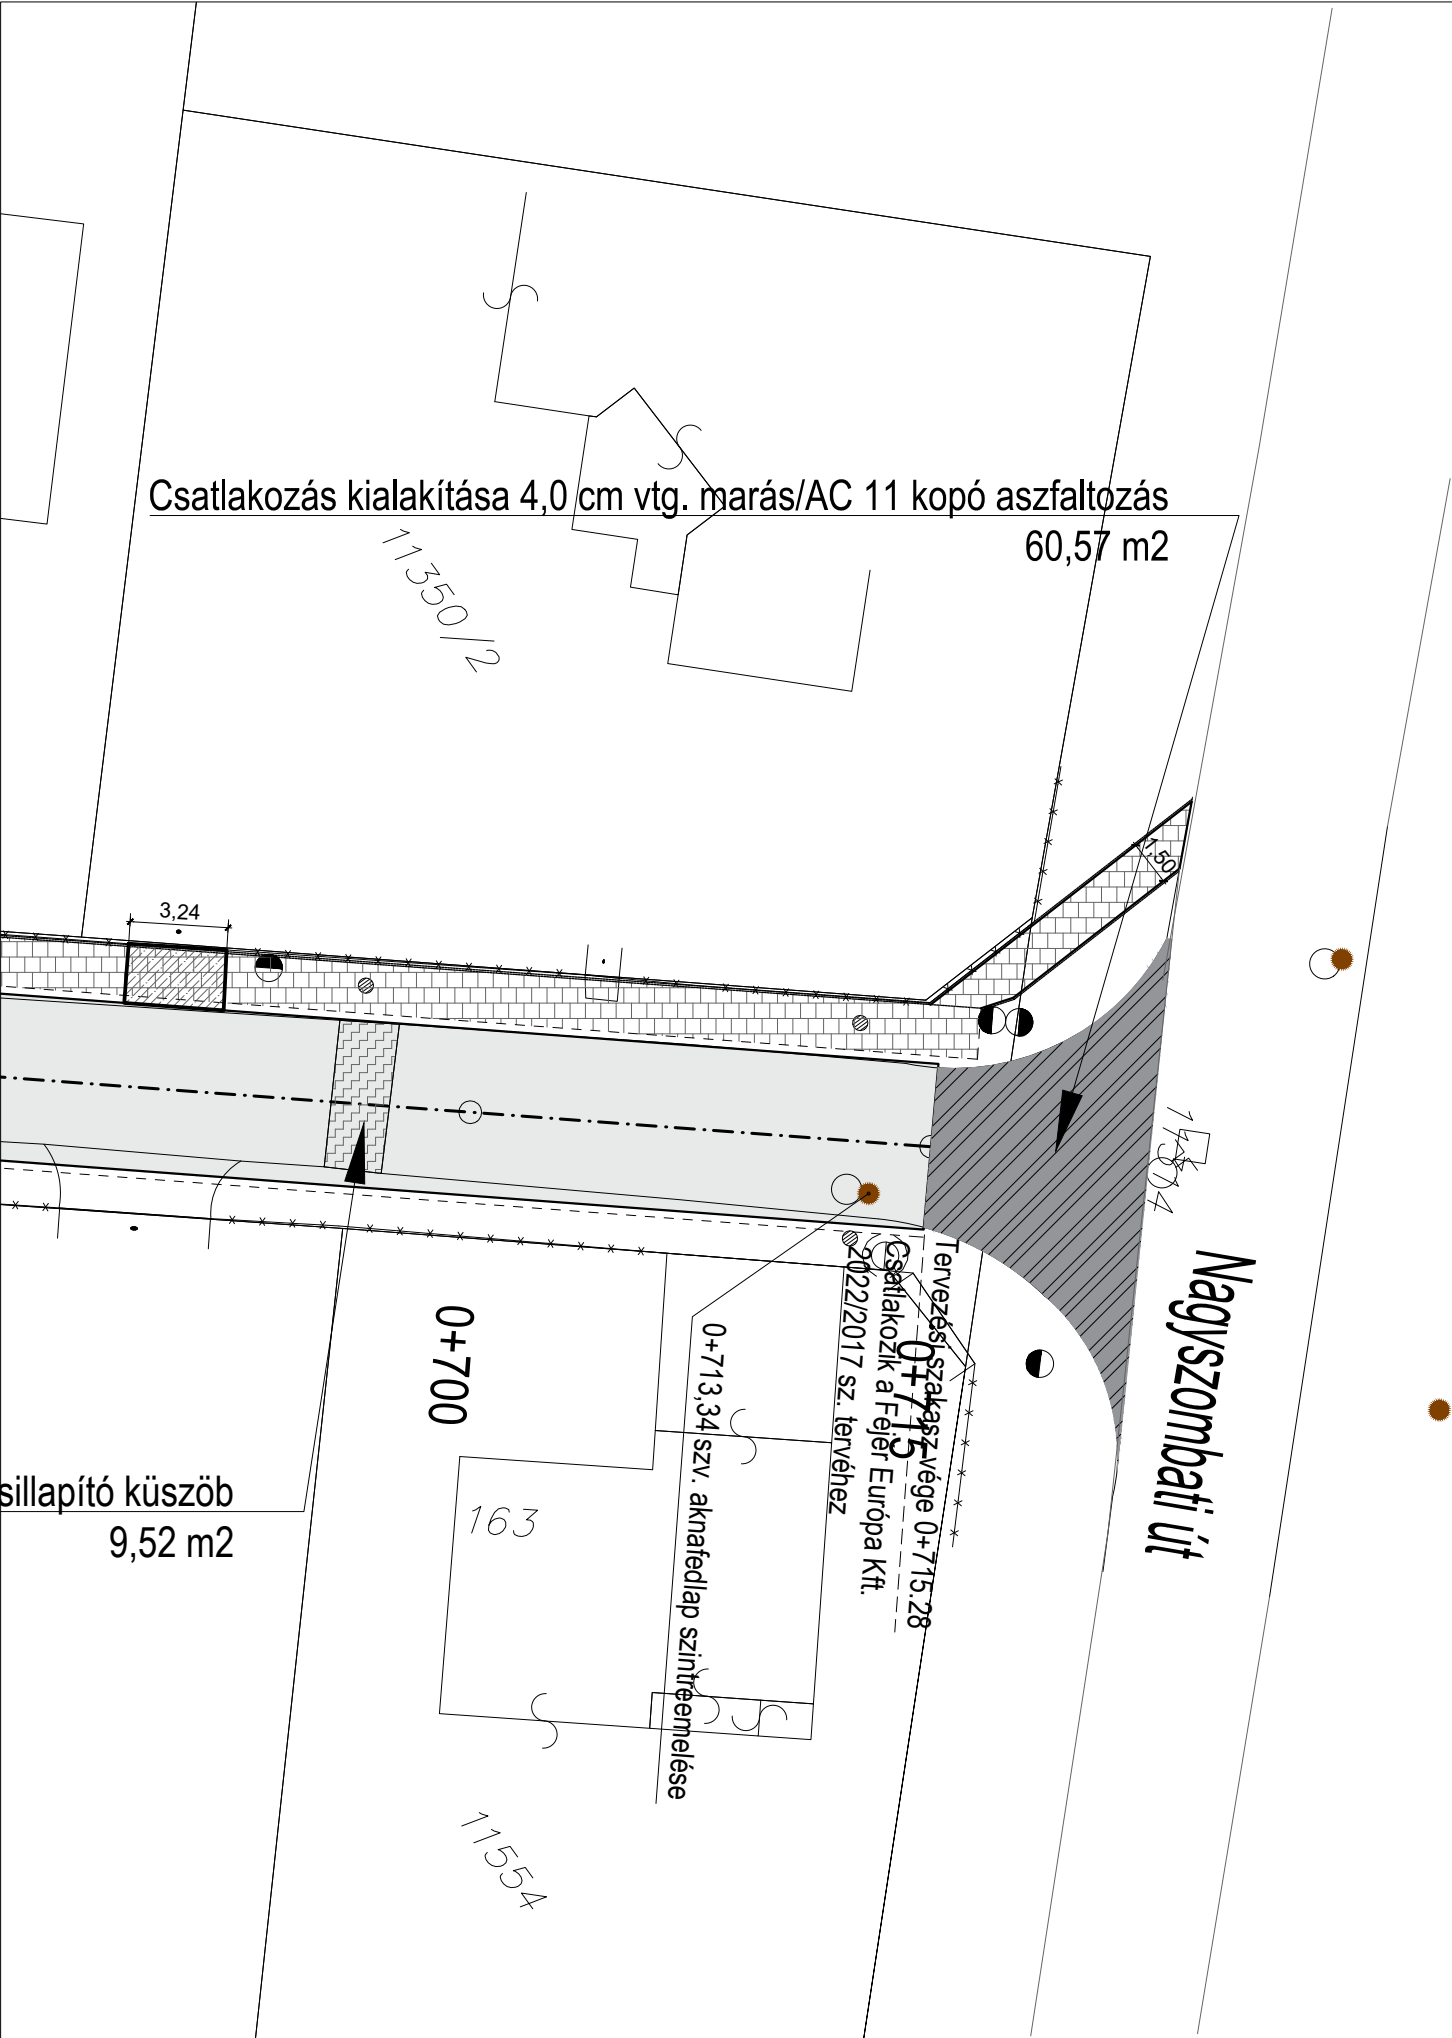 Csatlakozás kialakítása 4,0 cm vtg. marás/AC 11 kopó aszfaltozás
60,57 m2
11350/2
1,50
3,24
Nagyszombati út
Tervezési szakasz vége 0+715.28
Csatlakozik a Fejér Európa Kft.
2022/2017 sz. tervéhez
0+715
0+700
0+713,34 szv. aknafedlap szintreemelése
sillapító küszöb
9,52 m2
163
11554